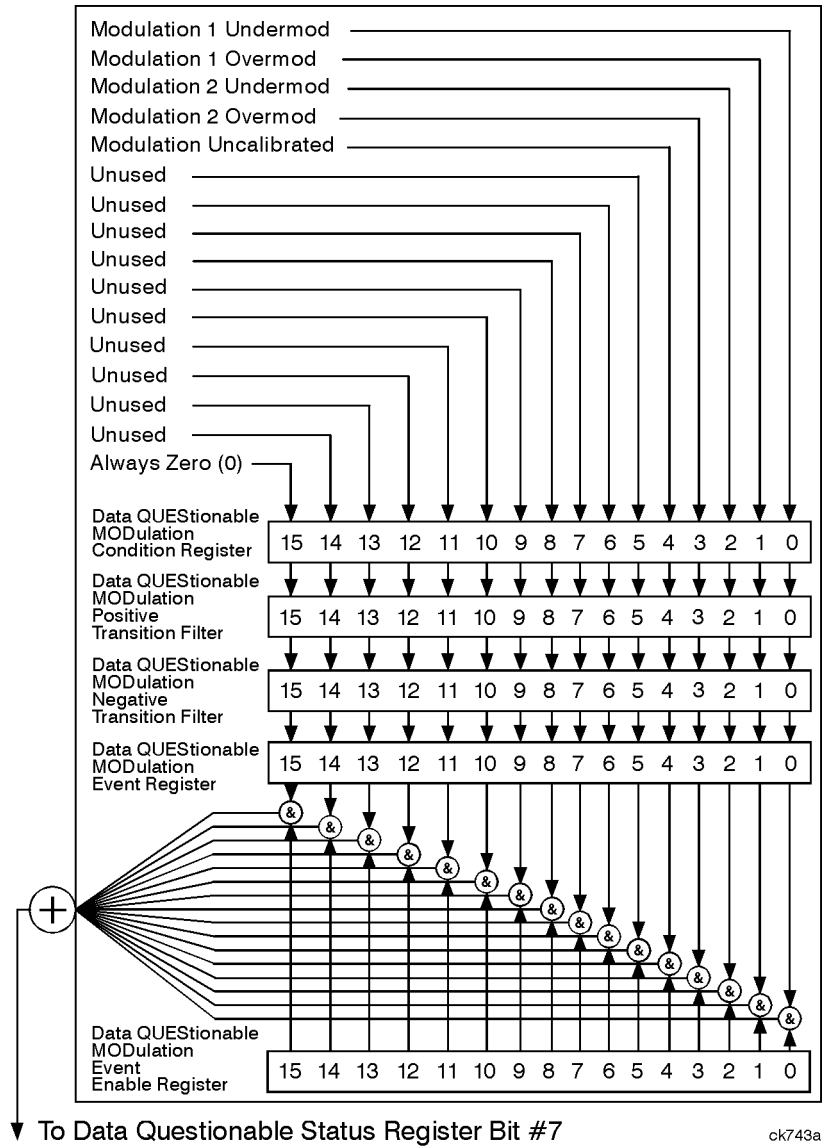 Modulation 1 Undermod
Modulation 1 Overmod
Modulation 2 Undermod
Modulation 2 Overmod
Modulation Uncalibrated
Unused
Unused
Unused
Unused
Unused
Unused
Unused
Unused
Unused
Unused
Always Zero (0)
Data QUEStionable
MODulation
Condition Register
15 14 13 12 11 10 9 8 7 6 5 4 3 2 1 0
Data QUEStionable
MODulation
Positive
Transition Filter
15 14 13 12 11 10 9 8 7 6 5 4 3 2 1 0
Data QUEStionable
MODulation
Negative
Transition Filter
15 14 13 12 11 10 9 8 7 6 5 4 3 2 1 0
Data QUEStionable
MODulation
Event Register
15 14 13 12 11 10 9 8 7 6 5 4 3 2 1 0
& & & & & & & & & & & & & & & &
+
Data QUEStionable
MODulation
Event
Enable Register
15 14 13 12 11 10 9 8 7 6 5 4 3 2 1 0
To Data Questionable Status Register Bit #7
ck743a